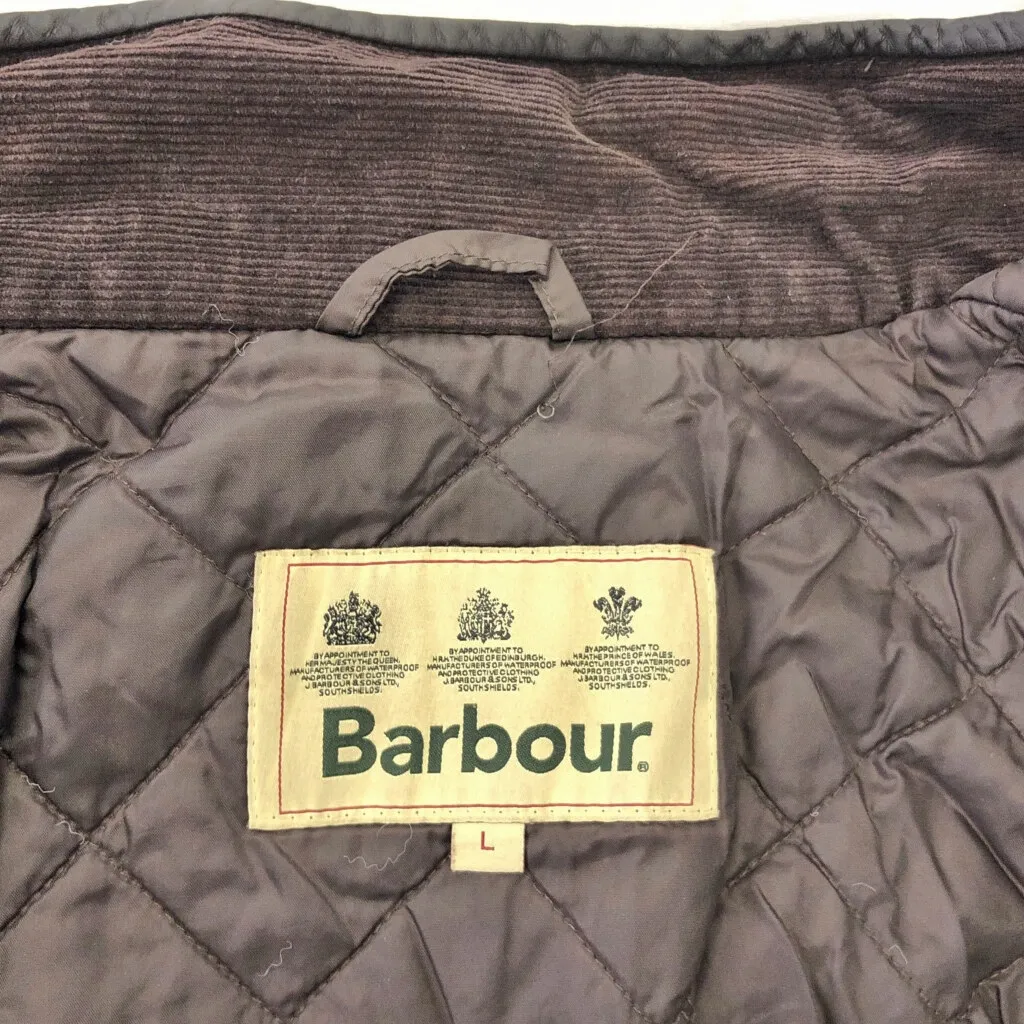 BY APPOINTMENT TO
HER MAJESTY THE QUEEN,
MANUFACTURERS OF WATERPROOF
AND PROTECTIVE CLOTHING
J. BARBOUR & SONS LTD.,
SOUTH SHIELDS.
BY APPOINTMENT TO
H.R.H. THE DUKE OF EDINBURGH,
MANUFACTURERS OF WATERPROOF
AND PROTECTIVE CLOTHING
J. BARBOUR & SONS LTD.,
SOUTH SHIELDS.
BY APPOINTMENT TO
H.R.H. THE PRINCE OF WALES,
MANUFACTURERS OF WATERPROOF
AND PROTECTIVE CLOTHING
J. BARBOUR & SONS LTD.,
SOUTH SHIELDS.
Barbour®
L